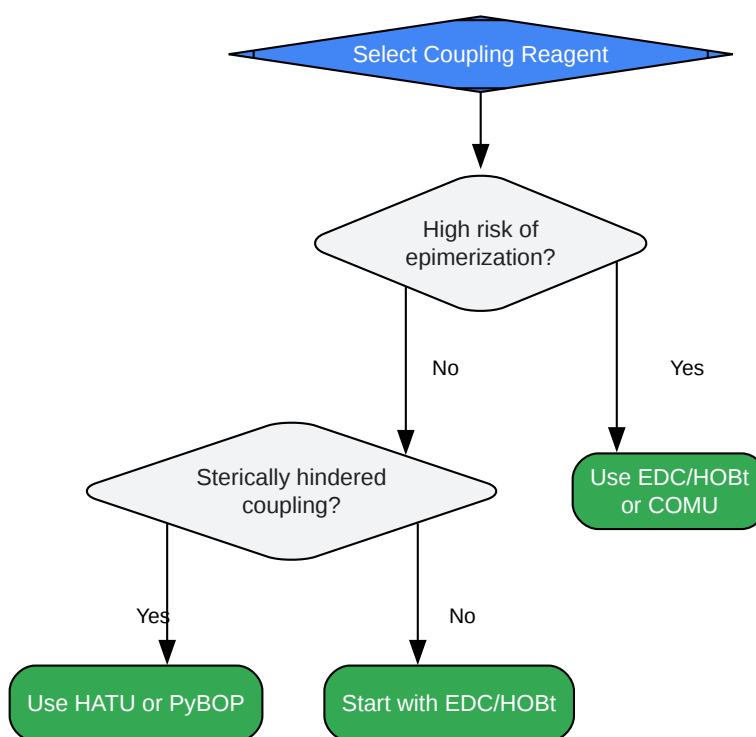 Select Coupling Reagent
High risk of
epimerization?
No
Yes
Sterically hindered
coupling?
Use EDC/HOBt
or COMU
Yes
No
Use HATU or PyBOP
Start with EDC/HOBt